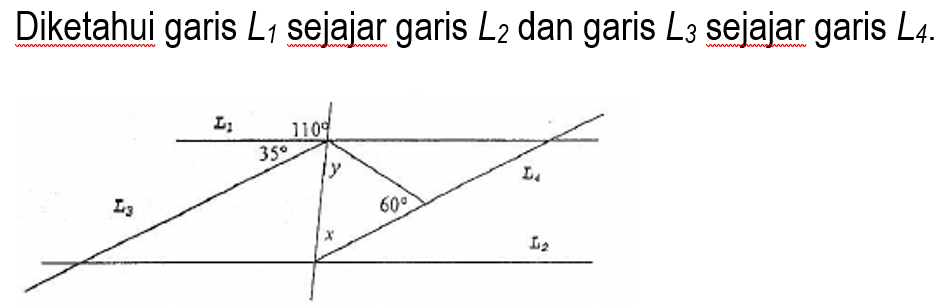 Diketahui garis L1 sejajar garis L2 dan garis L3 sejajar garis L4.
L1
110°
35°
y
L4
L3
60°
x
L2